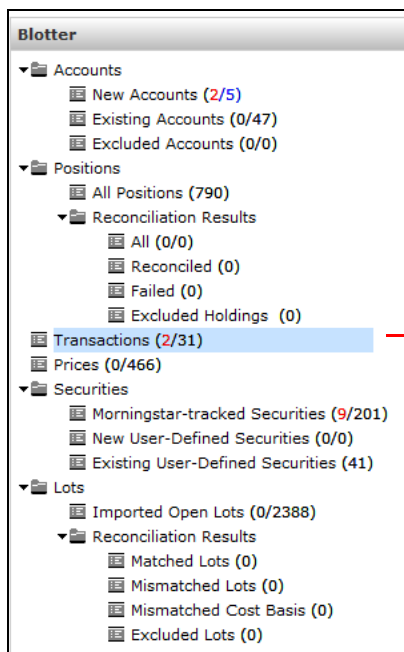 Blotter
Accounts
New Accounts (2/5)
Existing Accounts (0/47)
Excluded Accounts (0/0)
Positions
All Positions (790)
Reconciliation Results
All (0/0)
Reconciled (0)
Failed (0)
Excluded Holdings (0)
Transactions (2/31)
Prices (0/466)
Securities
Morningstar-tracked Securities (9/201)
New User-Defined Securities (0/0)
Existing User-Defined Securities (41)
Lots
Imported Open Lots (0/2388)
Reconciliation Results
Matched Lots (0)
Mismatched Lots (0)
Mismatched Cost Basis (0)
Excluded Lots (0)